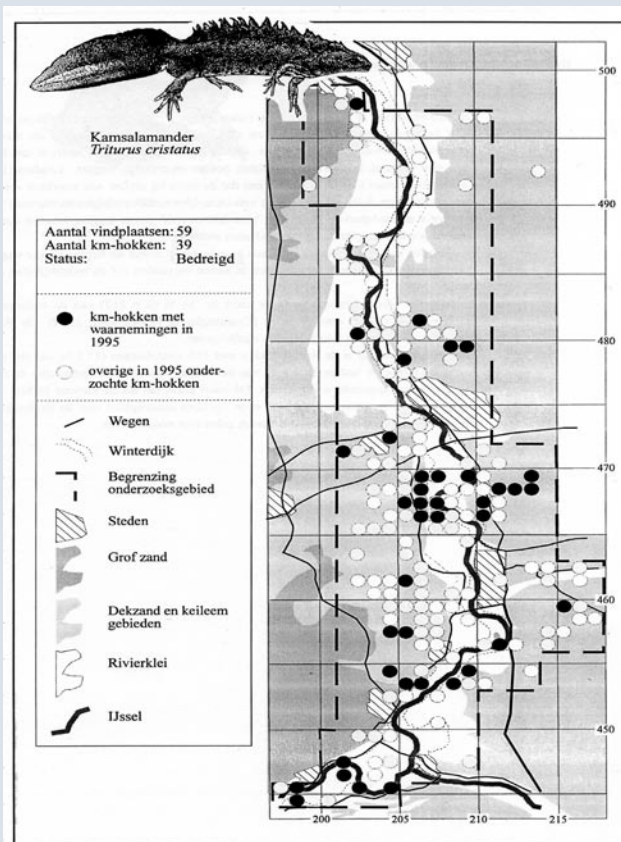 Kamsalamander
Triturus cristatus
Aantal vindplaatsen: 59
Aantal km-hokken: 39
Status: Bedreigd
km-hokken met
waarnemingen in
1995
overige in 1995 onder-
zochte km-hokken
Wegen
Winterdijk
Begrenzing
onderzoeksgebied
Steden
Grof zand
Dekzand en keileem
gebieden
Rivierklei
IJssel
500
490
480
470
460
450
200 205 210 215